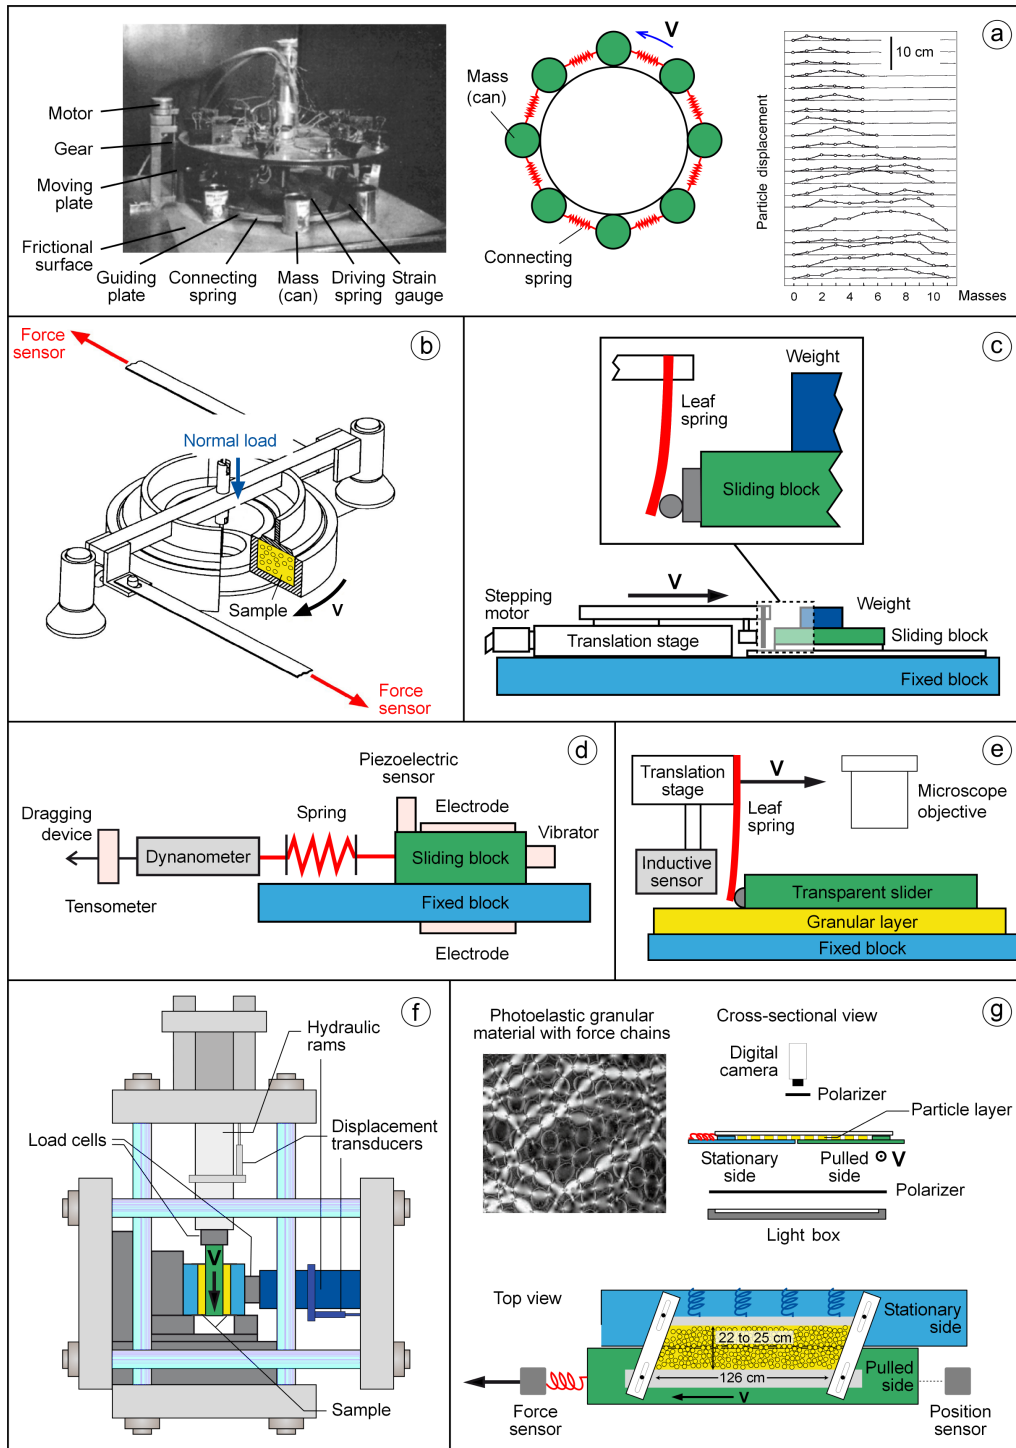 a
Motor
Gear
Moving
plate
Frictional
surface
Guiding
plate
Connecting
spring
Mass
(can)
Driving
spring
Strain
gauge
V
Mass
(can)
Connecting
spring
Particle displacement
10 cm
0 2 4 6 8 10 Masses
b
Force
sensor
Normal load
Sample
V
Force
sensor
c
Weight
Leaf
spring
Sliding block
V
Stepping
motor
Weight
Translation stage
Sliding block
Fixed block
d
Piezoelectric
sensor
Electrode
Dragging
device
Spring
Vibrator
Dynanometer
Sliding block
Tensometer
Fixed block
Electrode
e
Translation
stage
V
Leaf
spring
Microscope
objective
Inductive
sensor
Transparent slider
Granular layer
Fixed block
f
Hydraulic
rams
Load cells
Displacement
transducers
V
Sample
g
Photoelastic granular
material with force chains
Cross-sectional view
Digital
camera
Polarizer
Particle layer
Stationary
side
Pulled
side
V
Polarizer
Light box
Top view
Stationary
side
22 to 25 cm
126 cm
Pulled
side
V
Force
sensor
Position
sensor